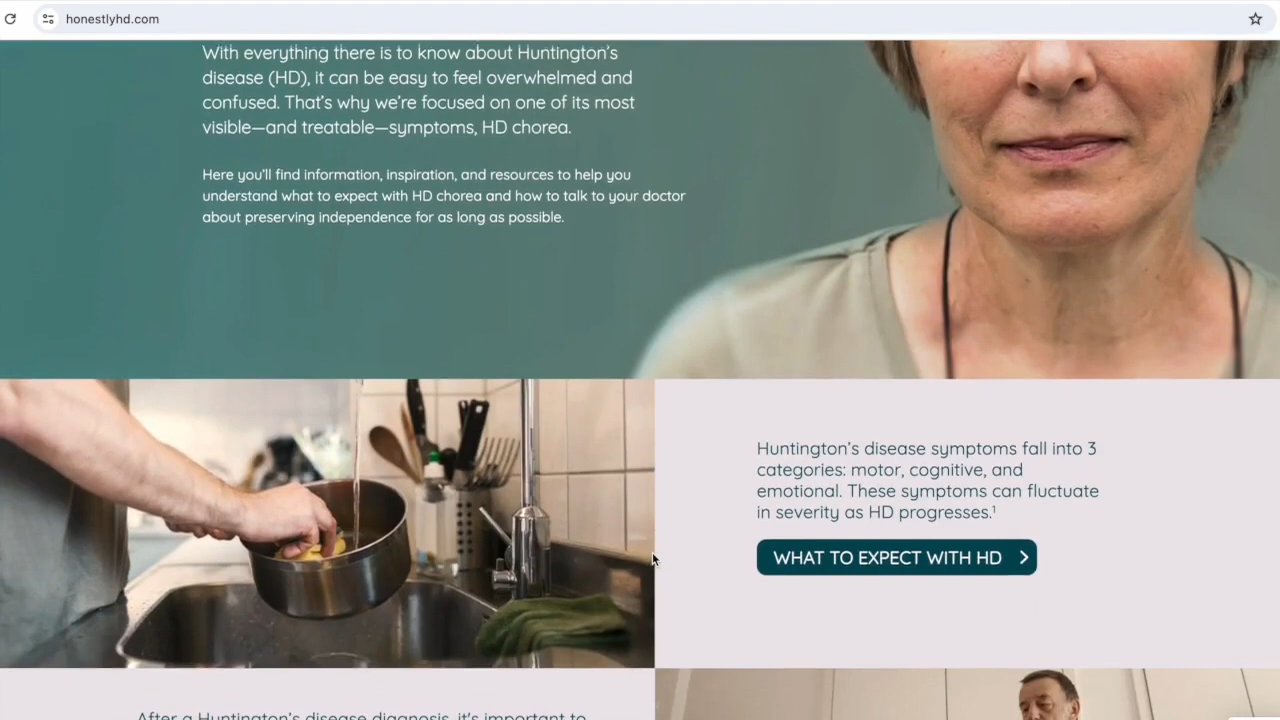 honestlyhd.com
With everything there is to know about Huntington's
disease (HD), it can be easy to feel overwhelmed and
confused. That's why we're focused on one of its most
visible—and treatable—symptoms, HD chorea.
Here you'll find information, inspiration, and resources to help you
understand what to expect with HD chorea and how to talk to your doctor
about preserving independence for as long as possible.
Huntington's disease symptoms fall into 3
categories: motor, cognitive, and
emotional. These symptoms can fluctuate
in severity as HD progresses.¹
WHAT TO EXPECT WITH HD
After a Huntington's disease diagnosis, it's important to